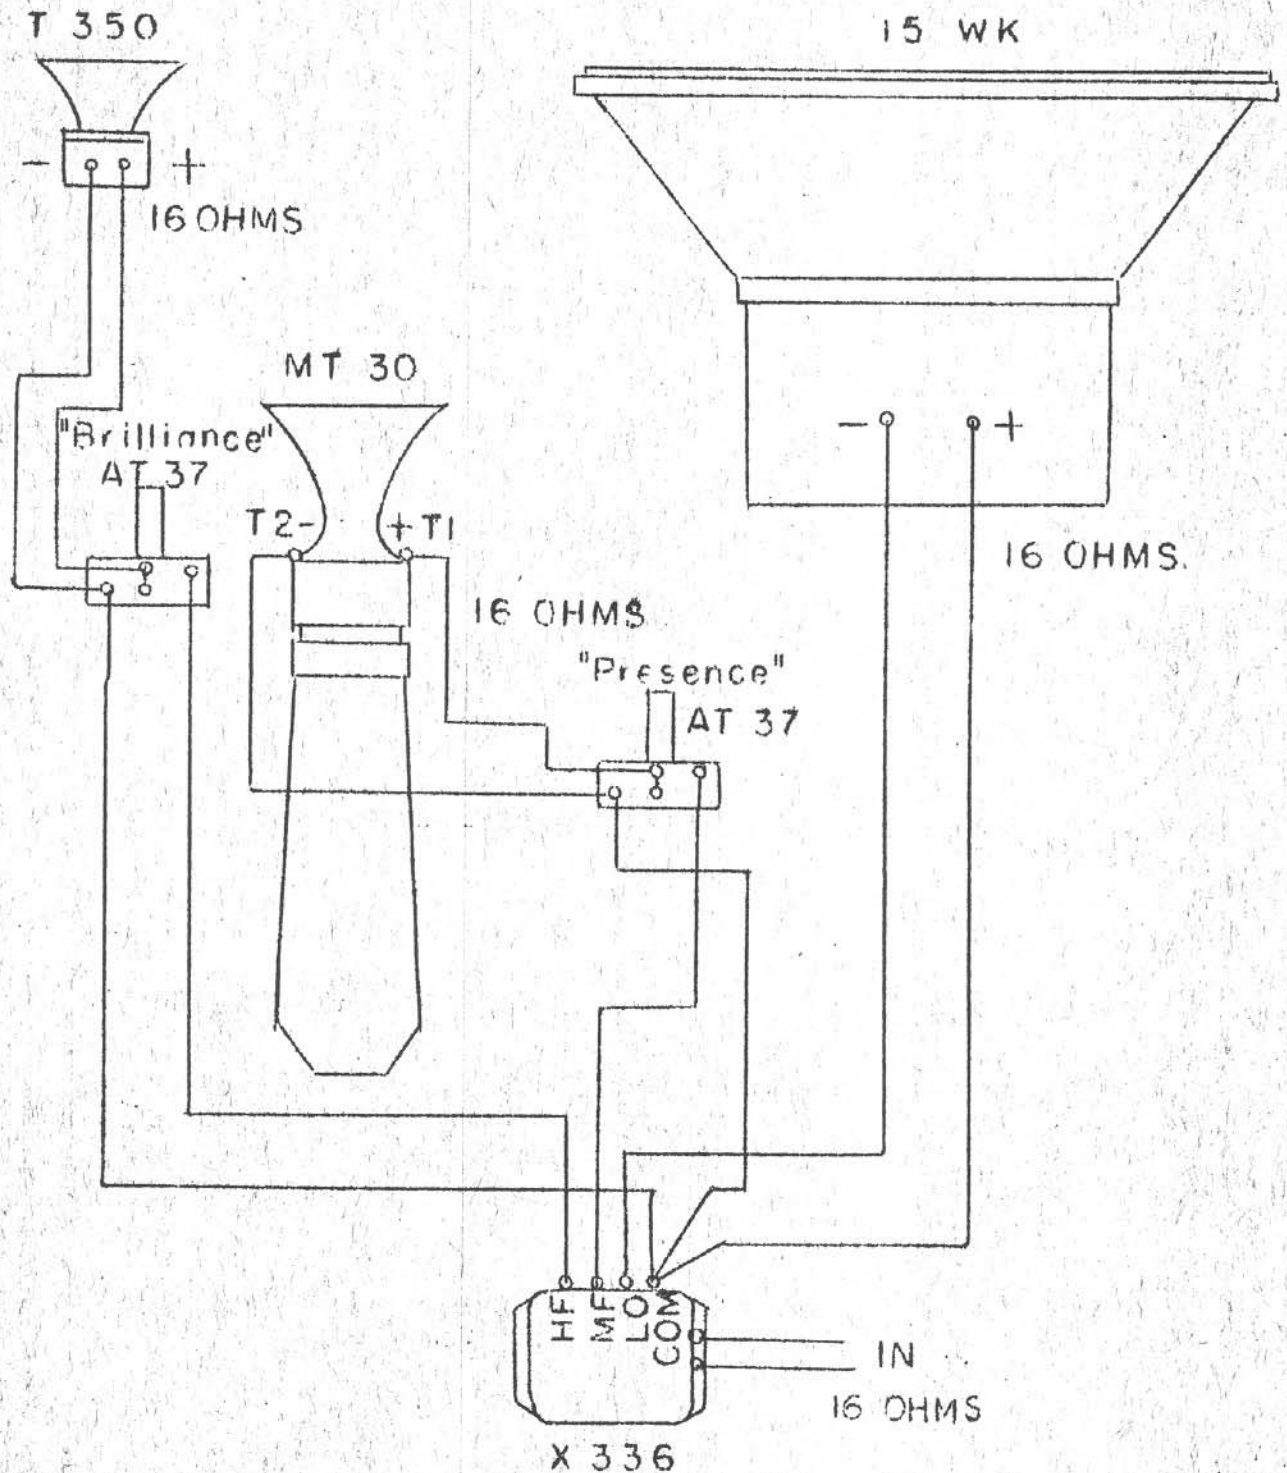 T 350
15 WK
- +
16 OHMS
MT 30
"Brilliance"
AT 37
- +
T2- +T1
16 OHMS.
16 OHMS
"Presence"
AT 37
HF
MF
LO
COM
IN
16 OHMS
X 336